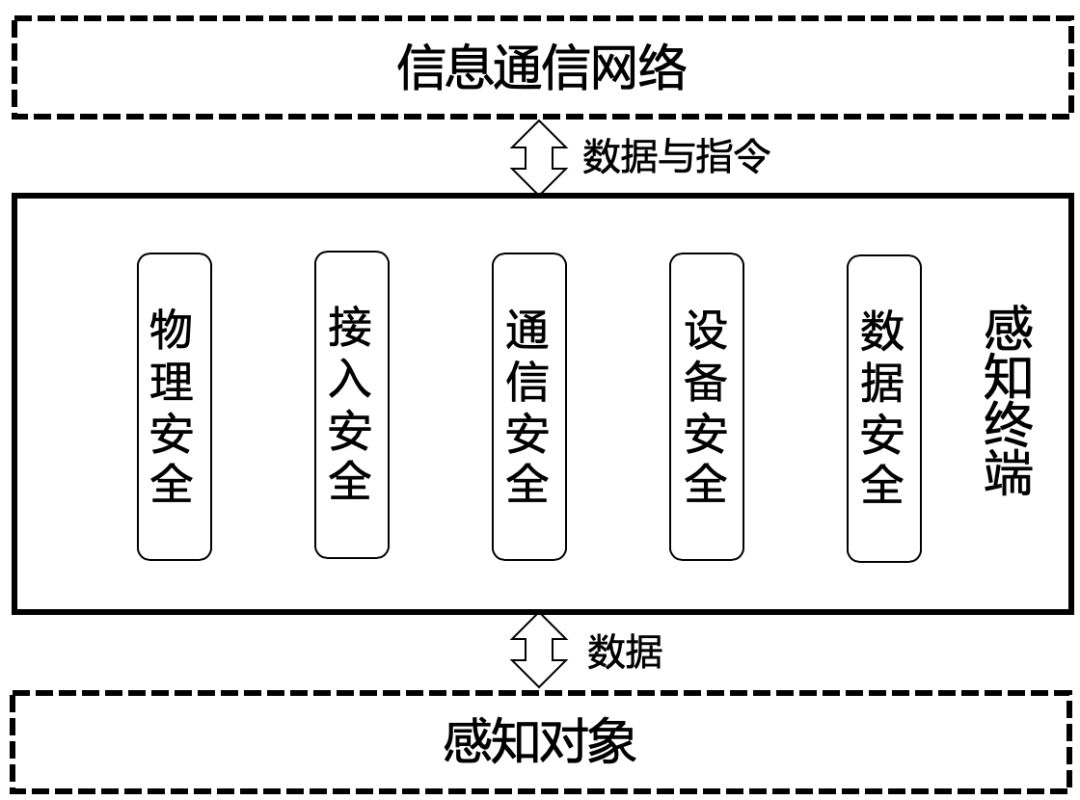 信息通信网络
数据与指令
物理安全
接入安全
通信安全
设备安全
数据安全
感知终端
数据
感知对象